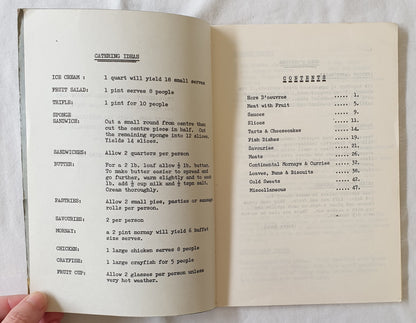 CATERING IDEAS
ICE CREAM : 1 quart will yield 18 small serves
FRUIT SALAD: 1 pint serves 8 people
TRIFLE: 1 pint for 10 people
SPONGE
SANDWICH: Cut a small round from centre then
cut the centre piece in half. Cut
the remaining sponge into 12 slices.
Yields 14 slices.
SANDWICHES: Allow 2 quarters per person
BUTTER: For a 2 lb. loaf allow ½ lb. butter.
To make butter easier to spread and
go further, warm slightly and to each
lb. add ½ cup milk and ½ tspn. salt.
Cream thoroughly.
PASTRIES: Allow 2 small pies, pasties or sausage
rolls per person.
SAVOURIES: 2 per person
MORNAY: a 2 pint mornay will yield 6 buffet
size serves.
CHICKEN: 1 large chicken serves 8 people
CRAYFISH: 1 large crayfish for 5 people
FRUIT CUP: Allow 2 glasses per person unless
very hot weather.
CONTENTS
Hors D'oeuvres ..... 1.
Meat with Fruit ..... 5.
Sauces ..... 9.
Slices ..... 11.
Tarts & Cheesecakes ..... 14.
Fish Dishes ..... 19.
Savouries ..... 21.
Meats ..... 26.
Continental Mornays & Curries ..... 32.
Loaves, Buns & Biscuits ..... 38.
Cold Sweets ..... 42.
Miscellaneous ..... 47.